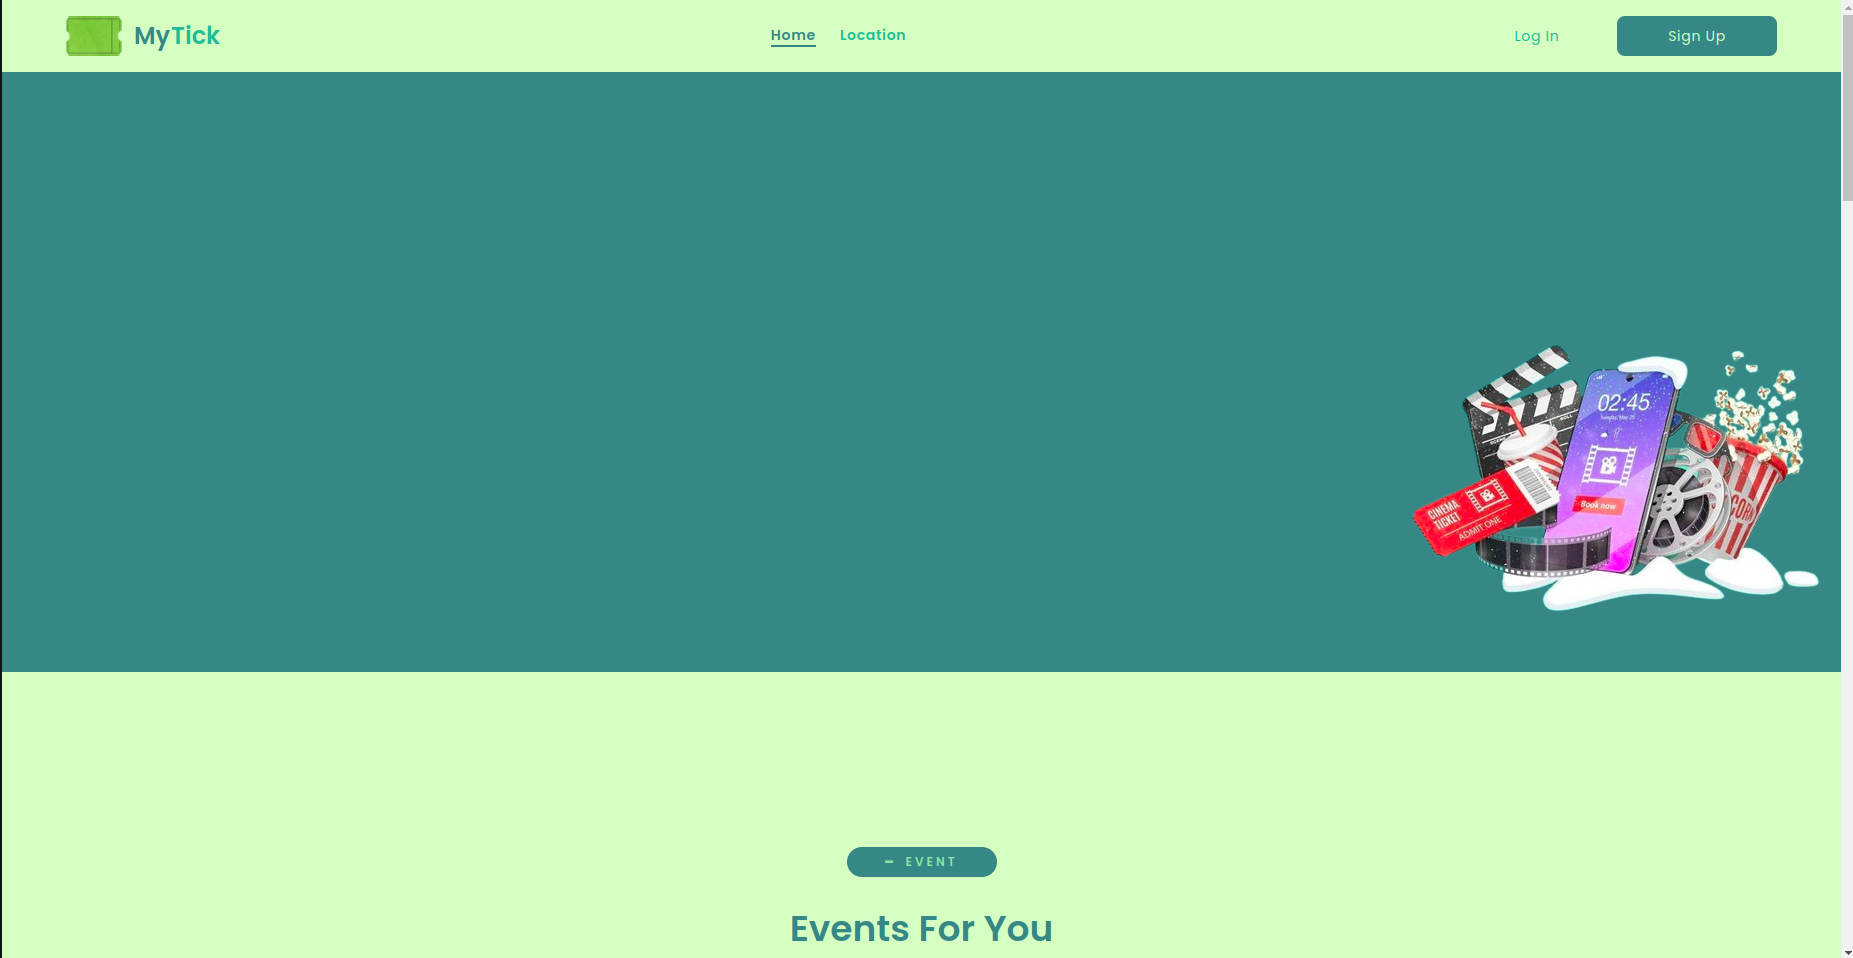 MyTick
Home
Location
Log In
Sign Up
02:45
CINEMA
TICKET
ADMIT ONE
Book now
CORN
EVENT
Events For You